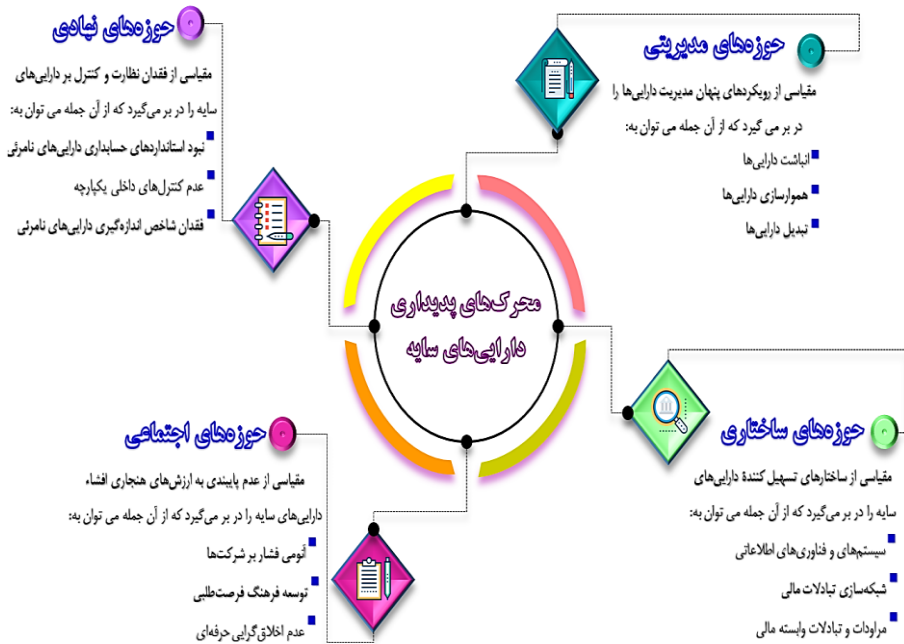 حوزه‌های مدیریتی
مقیاسی از رویکردهای پنهان مدیریت دارایی‌ها را
در بر می گیرد که از آن جمله می توان به:
انباشت دارایی‌ها
هموارسازی دارایی‌ها
تبدیل دارایی‌ها
حوزه‌های نهادی
مقیاسی از فقدان نظارت و کنترل بر دارایی‌های
سایه را در بر می‌گیرد که از آن جمله می توان به:
نبود استانداردهای حسابداری دارایی‌های نامرئی
عدم کنترل‌های داخلی یکپارچه
فقدان شاخص اندازه‌گیری دارایی‌های نامرئی
محرک‌های پدیداری
دارایی‌های سایه
حوزه‌های ساختاری
مقیاسی از ساختارهای تسهیل کنندهٔ دارایی‌های
سایه را در بر می‌گیرد که از آن جمله می توان به:
سیستم‌های و فناوری‌های اطلاعاتی
شبکه‌سازی تبادلات مالی
مراودات و تبادلات وابسته مالی
حوزه‌های اجتماعی
مقیاسی از عدم پایبندی به ارزش‌های هنجاری افشاء
دارایی‌های سایه را در بر می‌گیرد که از آن جمله می توان به:
آنومی فشار بر شرکت‌ها
توسعه فرهنگ فرصت‌طلبی
عدم اخلاق‌گرایی حرفه‌ای